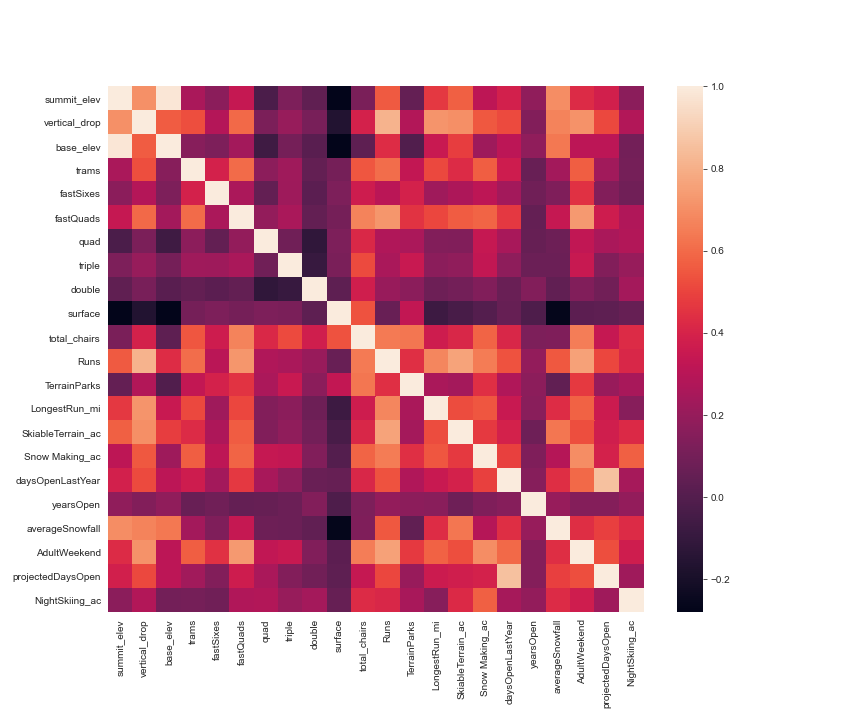 summit_elev
vertical_drop
base_elev
trams
fastSixes
fastQuads
quad
triple
double
surface
total_chairs
Runs
TerrainParks
LongestRun_mi
SkiableTerrain_ac
Snow Making_ac
daysOpenLastYear
yearsOpen
averageSnowfall
AdultWeekend
projectedDaysOpen
NightSkiing_ac
summit_elev
vertical_drop
base_elev
trams
fastSixes
fastQuads
quad
triple
double
surface
total_chairs
Runs
TerrainParks
LongestRun_mi
SkiableTerrain_ac
Snow Making_ac
daysOpenLastYear
yearsOpen
averageSnowfall
AdultWeekend
projectedDaysOpen
NightSkiing_ac
1.0
0.8
0.6
0.4
0.2
0.0
−0.2